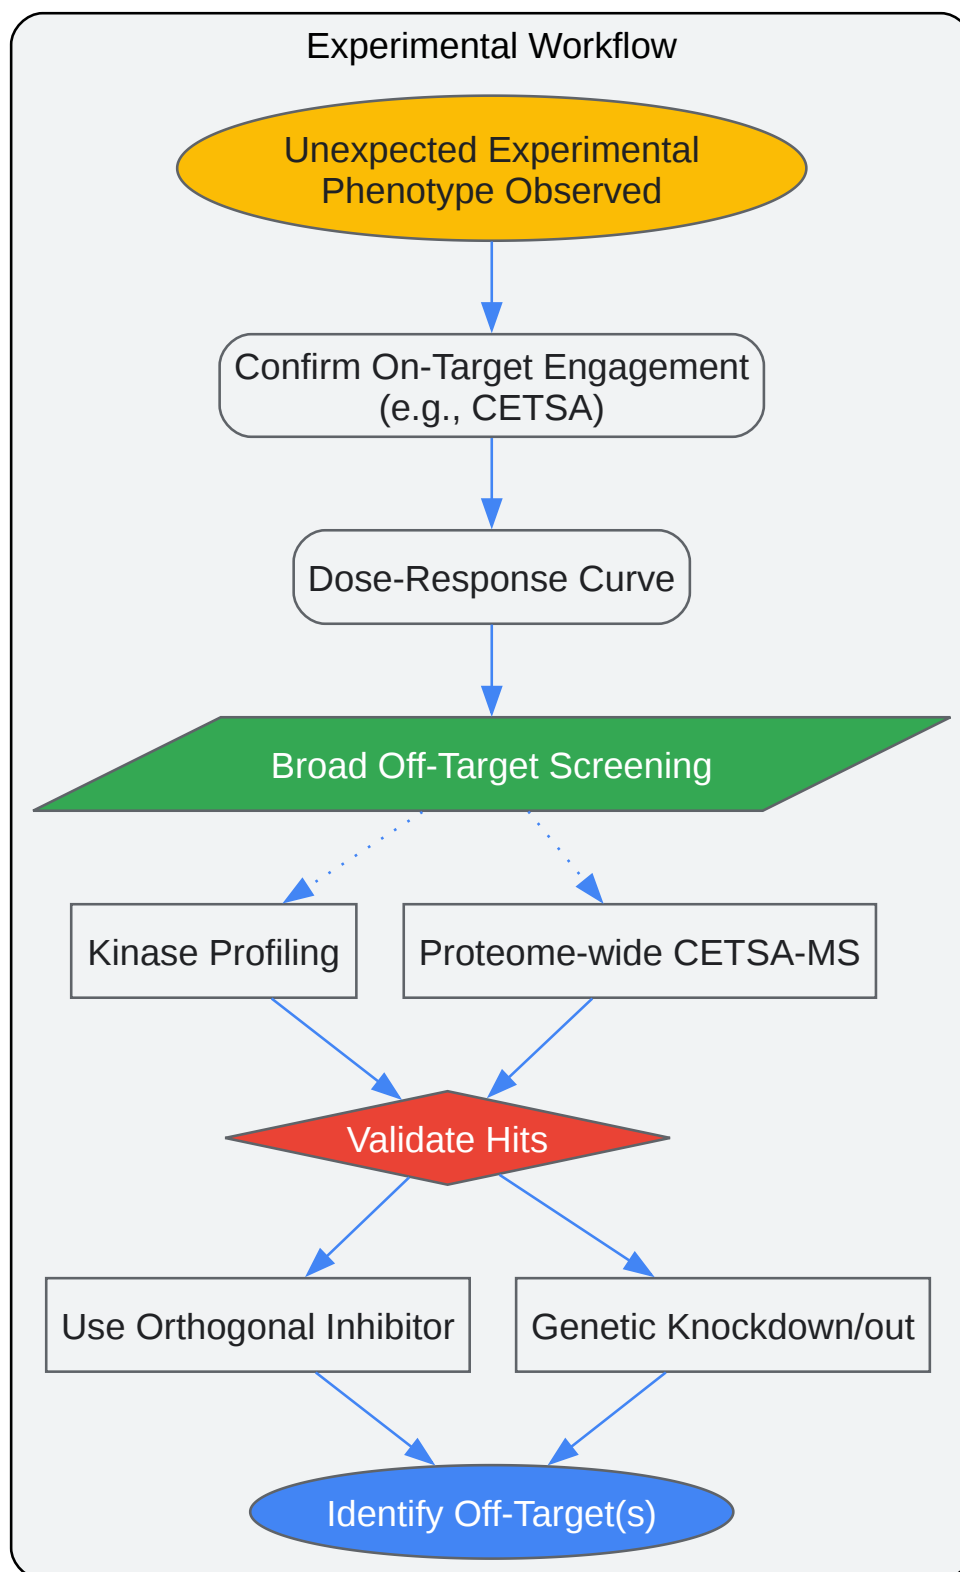 Experimental Workflow
Unexpected Experimental
Phenotype Observed
Confirm On-Target Engagement
(e.g., CETSA)
Dose-Response Curve
Broad Off-Target Screening
Kinase Profiling
Proteome-wide CETSA-MS
Validate Hits
Use Orthogonal Inhibitor
Genetic Knockdown/out
Identify Off-Target(s)